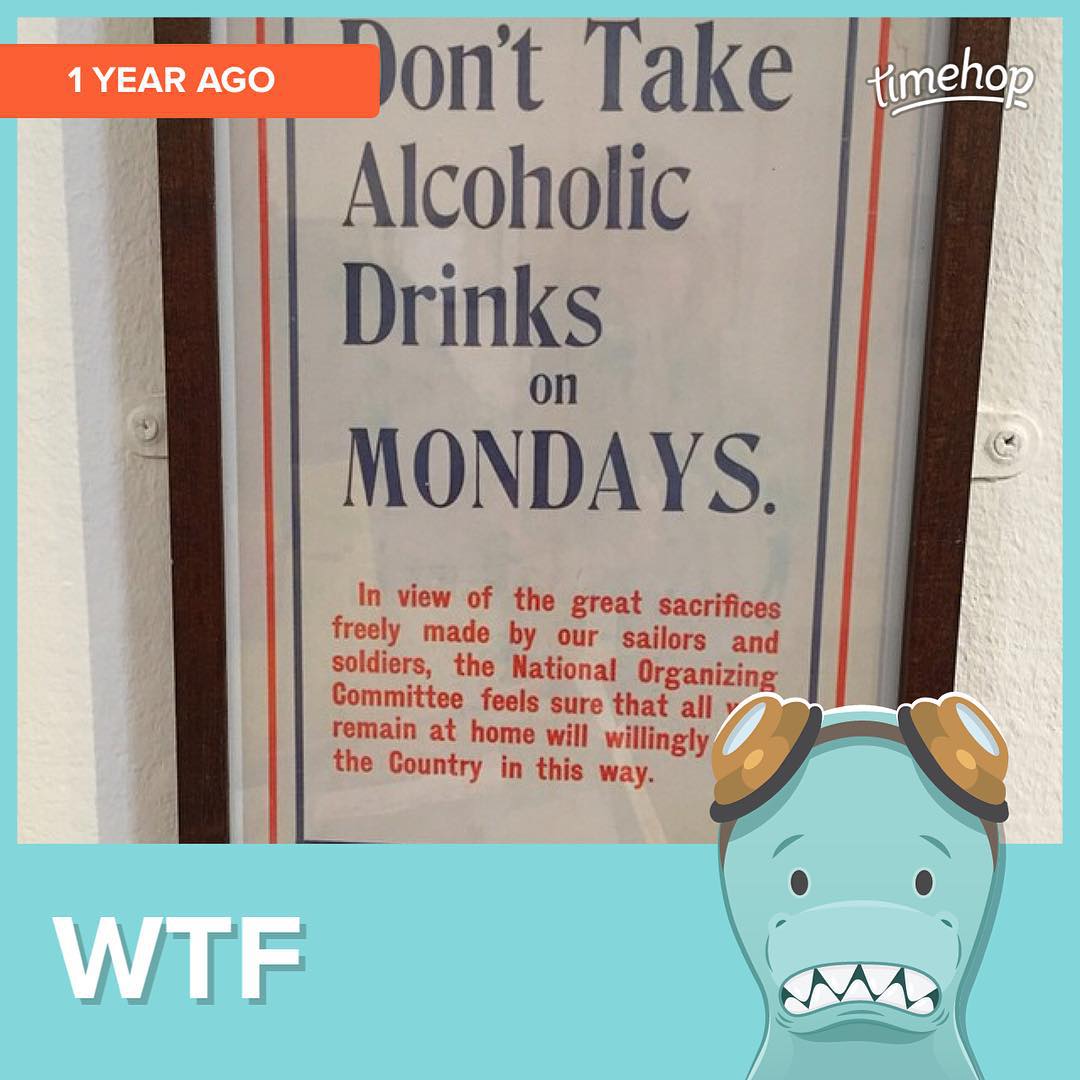 1 YEAR AGO
timehop
Don't Take
Alcoholic
Drinks
on
MONDAYS.
In view of the great sacrifices
freely made by our sailors and
soldiers, the National Organizing
Committee feels sure that all
remain at home will willingly
the Country in this way.
WTF